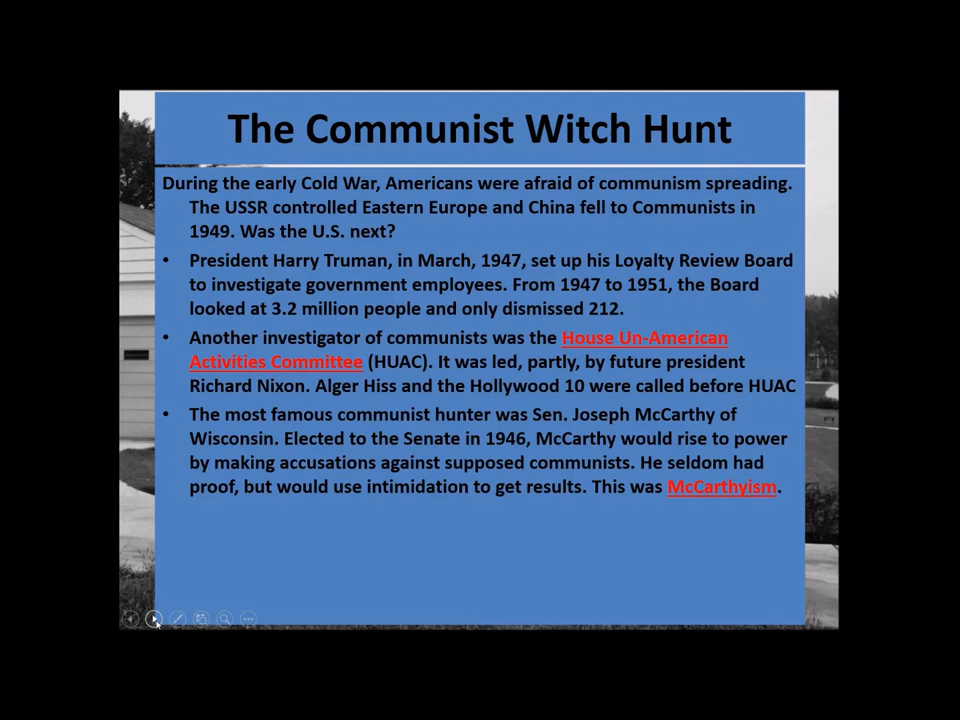 The Communist Witch Hunt
During the early Cold War, Americans were afraid of communism spreading.
The USSR controlled Eastern Europe and China fell to Communists in
1949. Was the U.S. next?
• President Harry Truman, in March, 1947, set up his Loyalty Review Board
to investigate government employees. From 1947 to 1951, the Board
looked at 3.2 million people and only dismissed 212.
• Another investigator of communists was the House Un-American
Activities Committee (HUAC). It was led, partly, by future president
Richard Nixon. Alger Hiss and the Hollywood 10 were called before HUAC
• The most famous communist hunter was Sen. Joseph McCarthy of
Wisconsin. Elected to the Senate in 1946, McCarthy would rise to power
by making accusations against supposed communists. He seldom had
proof, but would use intimidation to get results. This was McCarthyism.